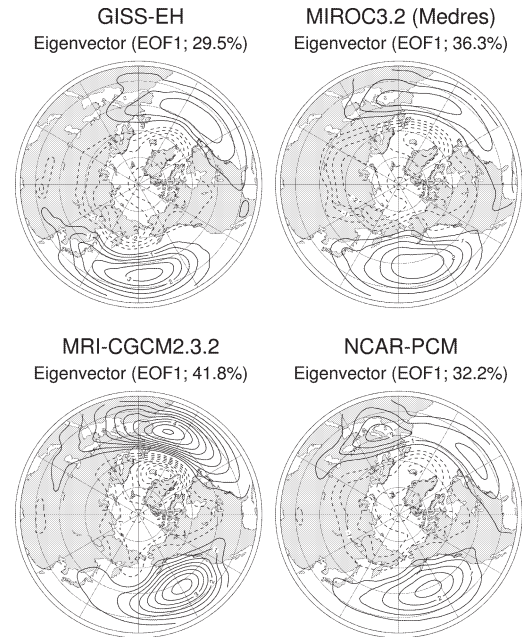 GISS-EH
Eigenvector (EOF1; 29.5%)
MIROC3.2 (Medres)
Eigenvector (EOF1; 36.3%)
MRI-CGCM2.3.2
Eigenvector (EOF1; 41.8%)
NCAR-PCM
Eigenvector (EOF1; 32.2%)